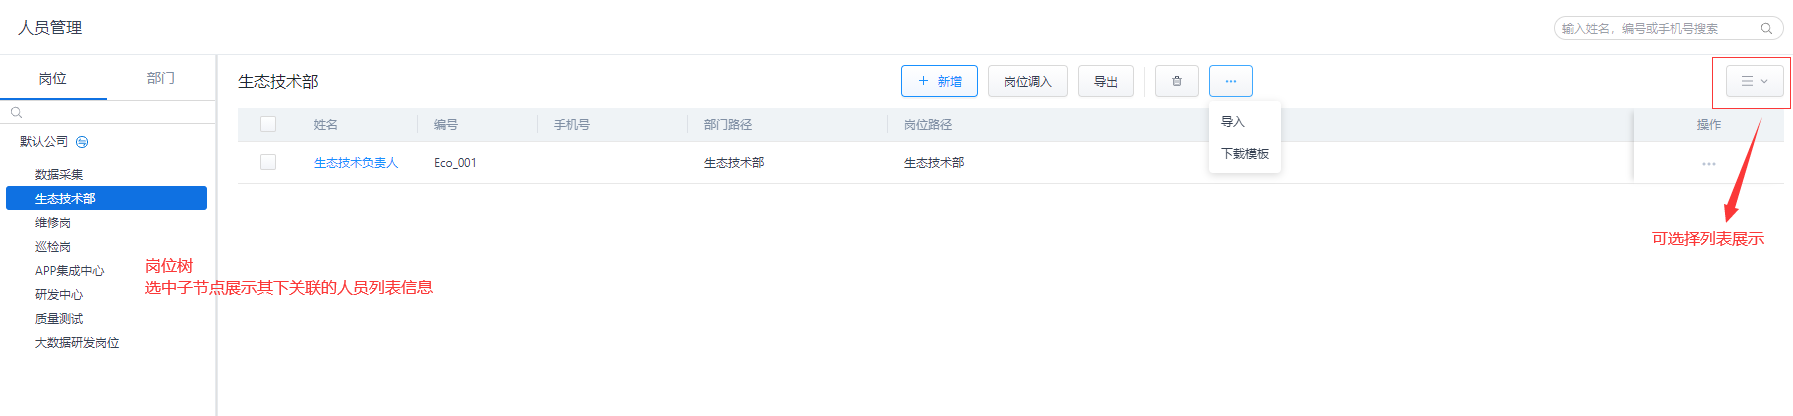 人员管理
输入姓名，编号或手机号搜索
岗位
部门
生态技术部
+ 新增
岗位调入
导出
导入
下载模板
姓名
编号
手机号
部门路径
岗位路径
操作
默认公司
生态技术负责人
Eco_001
生态技术部
生态技术部
数据采集
生态技术部
维修岗
巡检岗
APP集成中心
研发中心
质量测试
大数据研发岗位
岗位树
选中子节点展示其下关联的人员列表信息
可选择列表展示